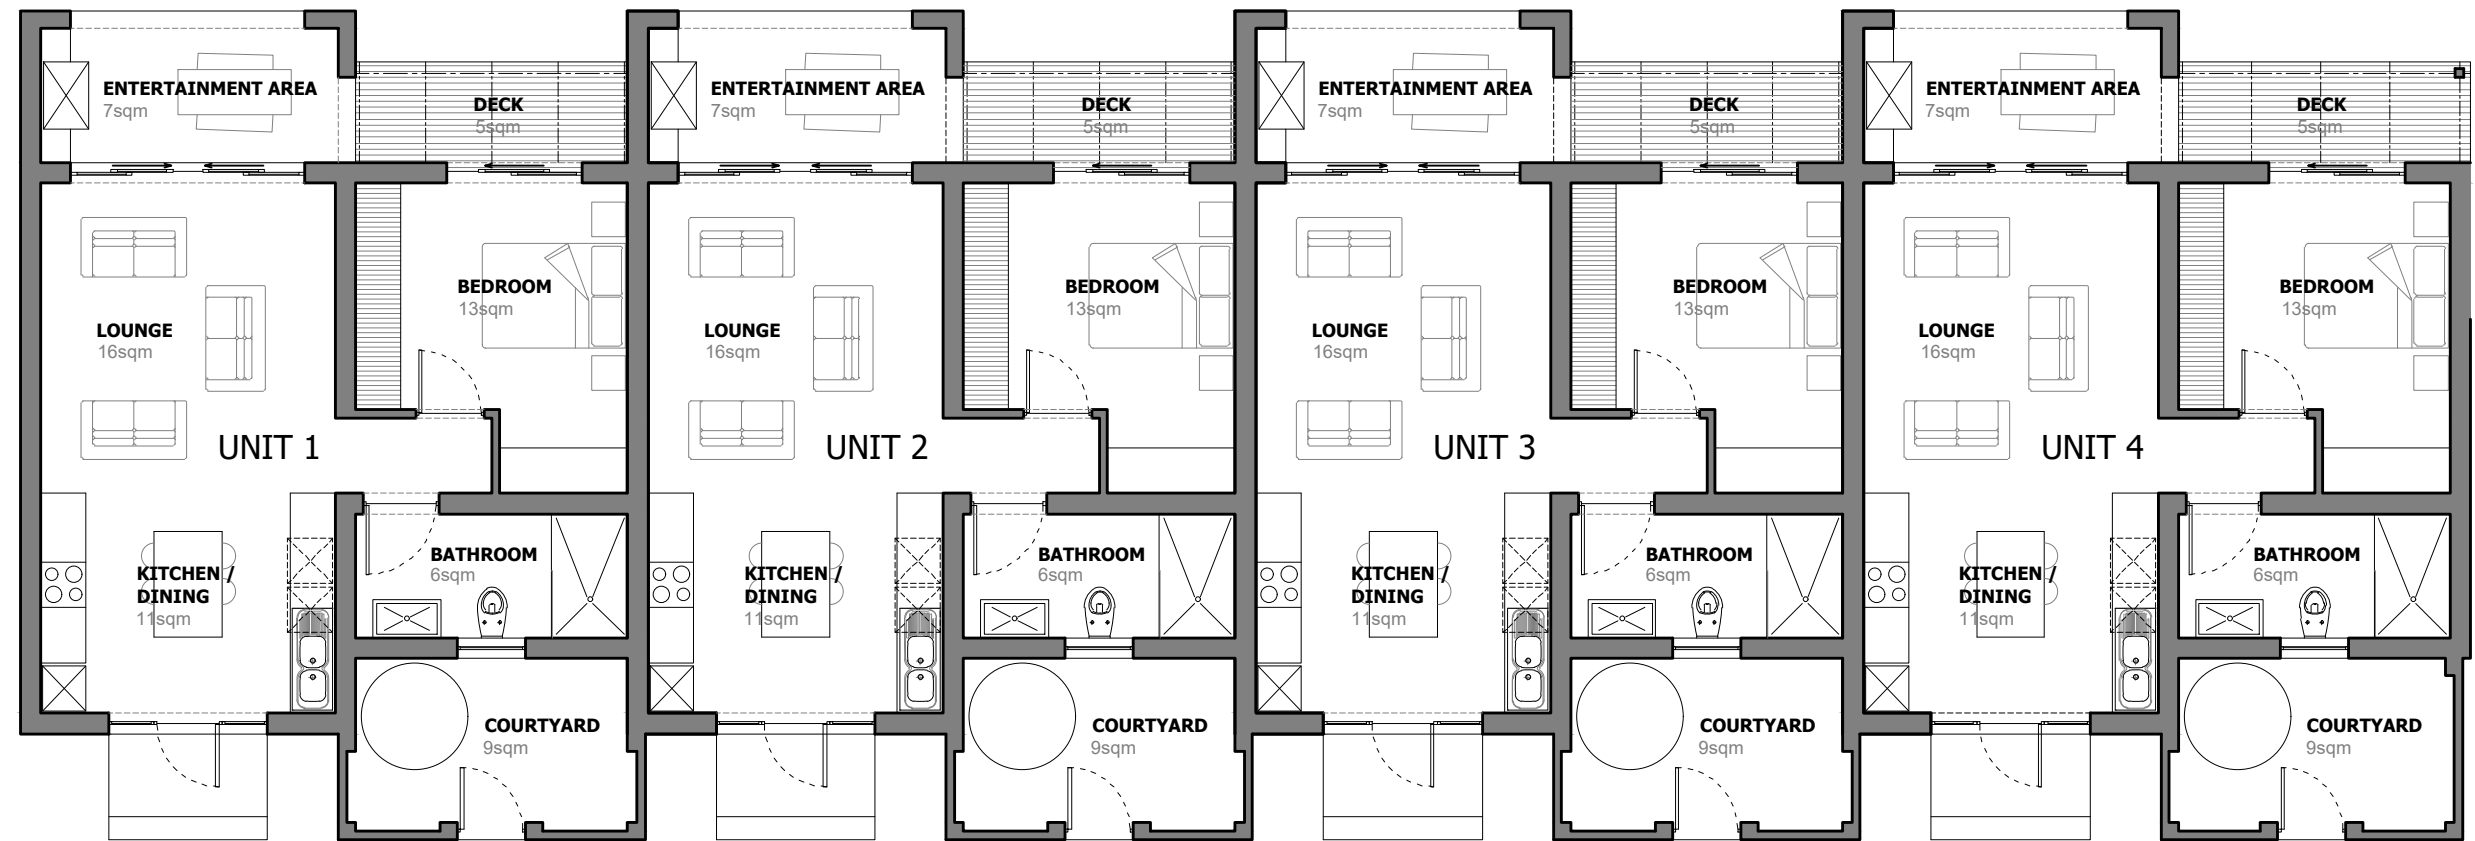 ENTERTAINMENT AREA
7sqm
DECK
5sqm
BEDROOM
13sqm
LOUNGE
16sqm
UNIT 1
BATHROOM
6sqm
KITCHEN /
DINING
11sqm
COURTYARD
9sqm
ENTERTAINMENT AREA
7sqm
DECK
5sqm
BEDROOM
13sqm
LOUNGE
16sqm
UNIT 2
BATHROOM
6sqm
KITCHEN /
DINING
11sqm
COURTYARD
9sqm
ENTERTAINMENT AREA
7sqm
DECK
5sqm
BEDROOM
13sqm
LOUNGE
16sqm
UNIT 3
BATHROOM
6sqm
KITCHEN /
DINING
11sqm
COURTYARD
9sqm
ENTERTAINMENT AREA
7sqm
DECK
5sqm
BEDROOM
13sqm
LOUNGE
16sqm
UNIT 4
BATHROOM
6sqm
KITCHEN /
DINING
11sqm
COURTYARD
9sqm